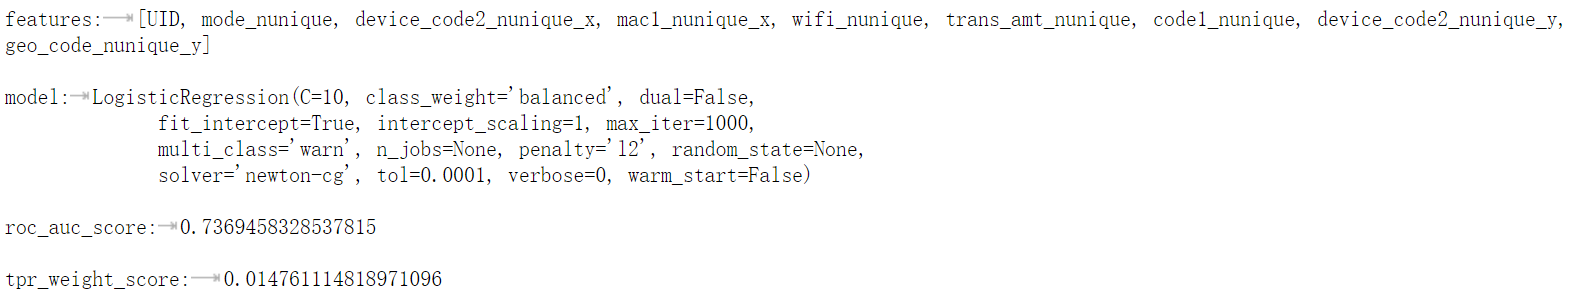 features:→[UID, mode_nunique, device_code2_nunique_x, mac1_nunique_x, wifi_nunique, trans_amt_nunique, code1_nunique, device_code2_nunique_y,
geo_code_nunique_y]
model:→LogisticRegression(C=10, class_weight='balanced', dual=False,
fit_intercept=True, intercept_scaling=1, max_iter=1000,
multi_class='warn', n_jobs=None, penalty='l2', random_state=None,
solver='newton-cg', tol=0.0001, verbose=0, warm_start=False)
roc_auc_score:→0.7369458328537815
tpr_weight_score:→0.014761114818971096